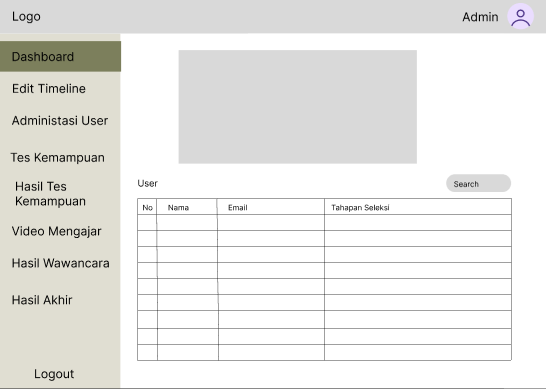 Logo
Admin
Dashboard
Edit Timeline
Administasi User
Tes Kemampuan
Hasil Tes
Kemampuan
Video Mengajar
Hasil Wawancara
Hasil Akhir
Logout
User
Search
No Nama Email Tahapan Seleksi